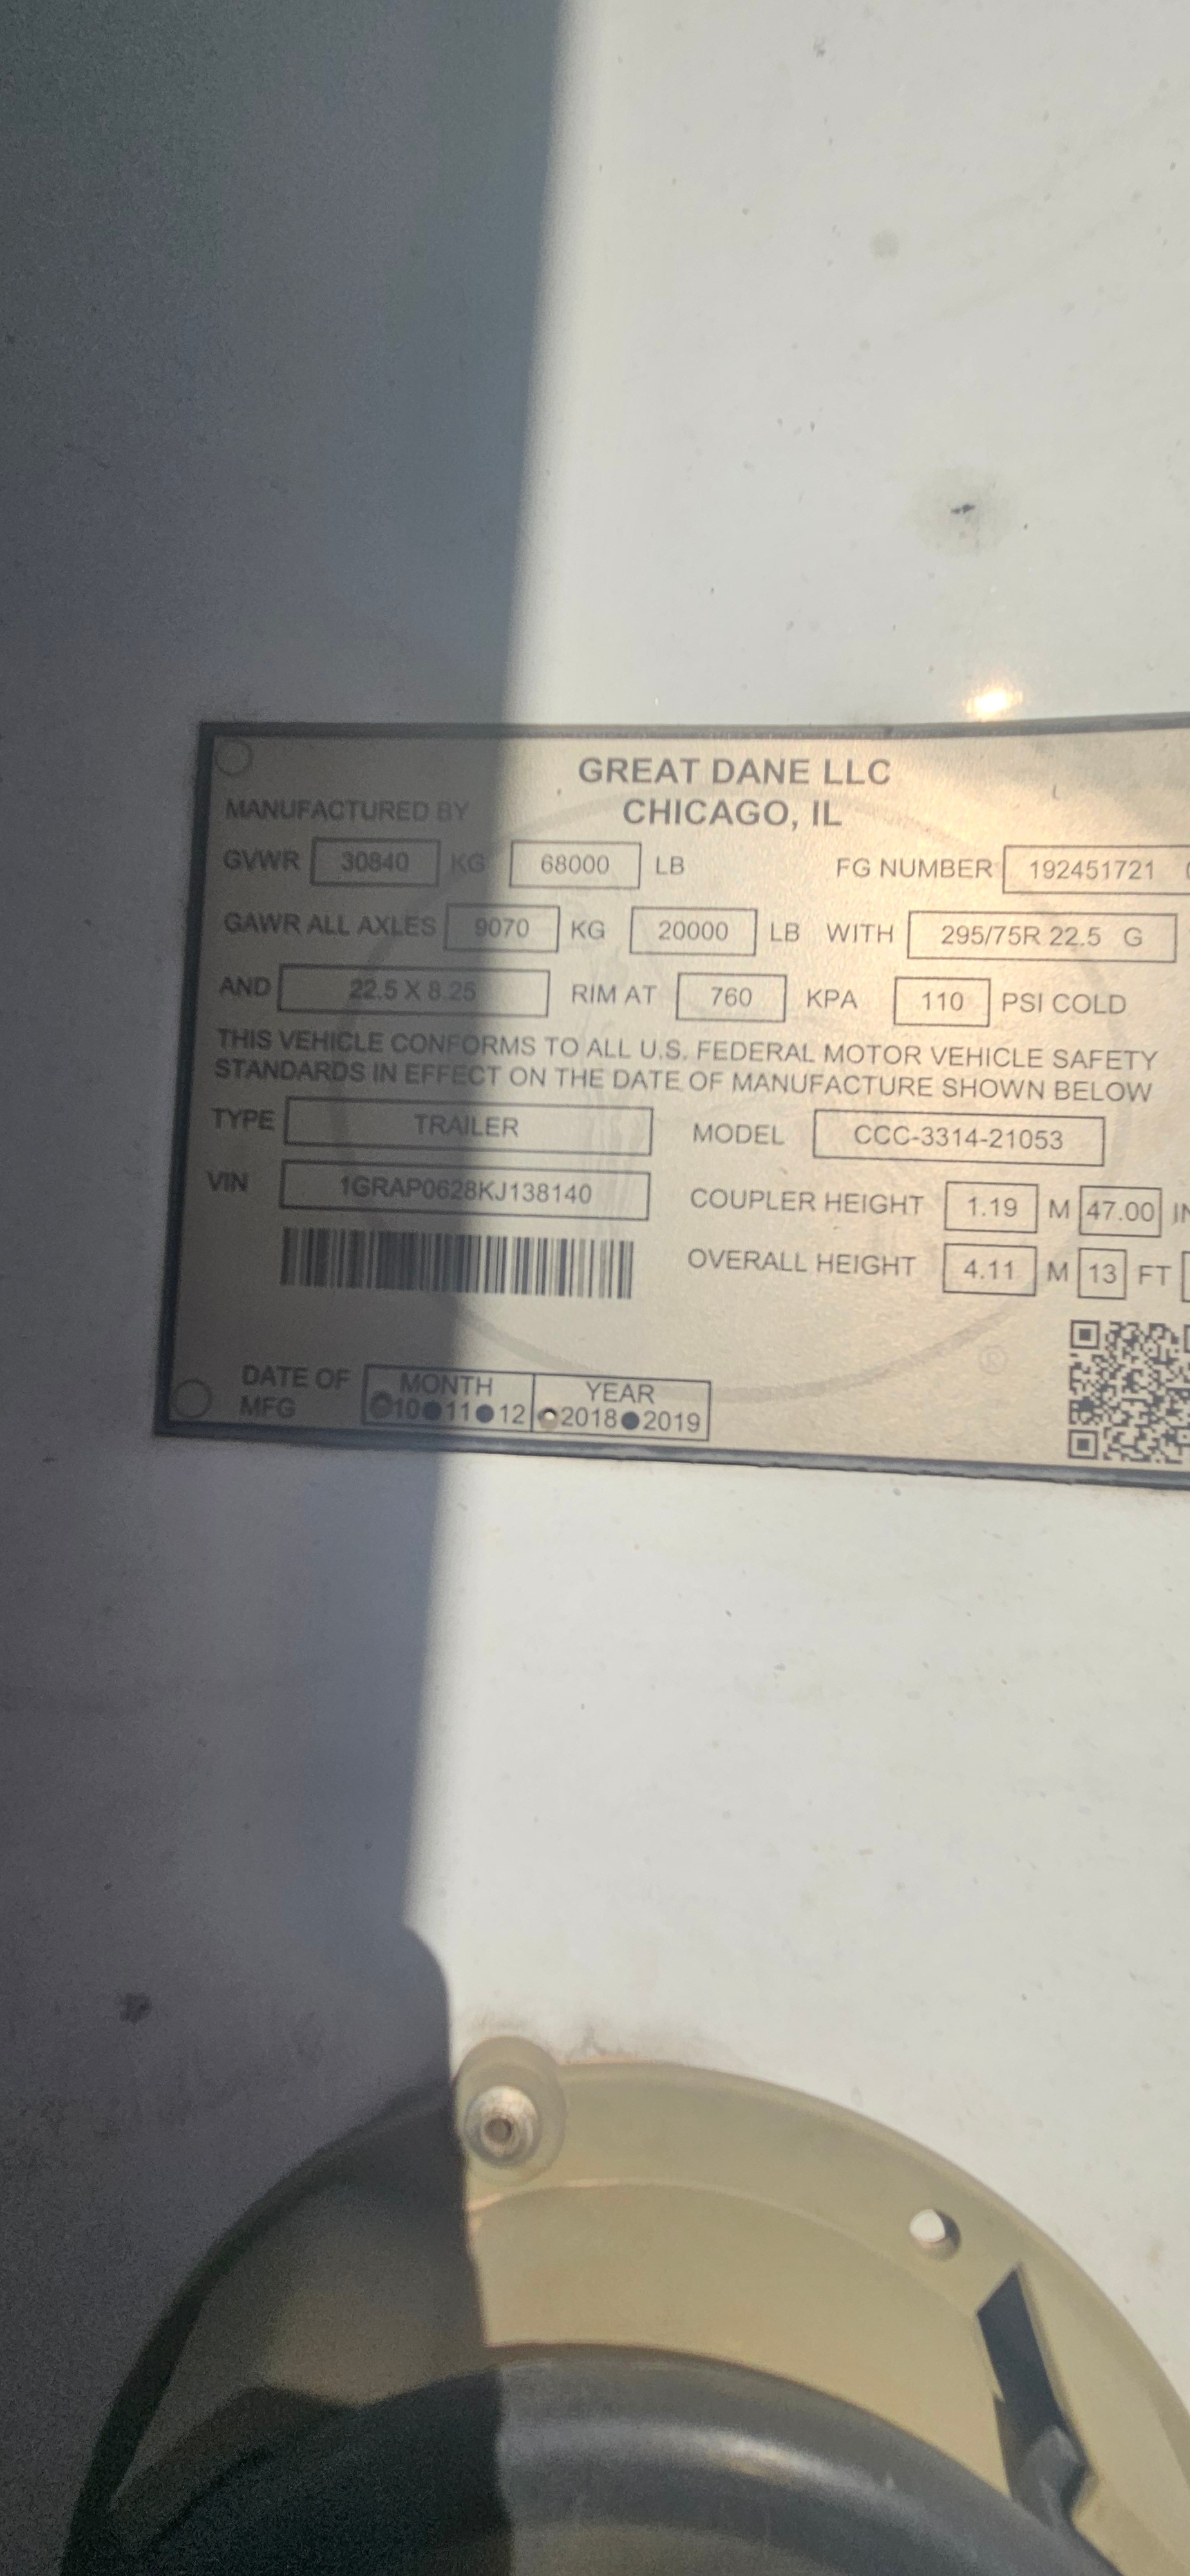 GREAT DANE LLC
MANUFACTURED BY CHICAGO, IL
GVWR 30840 KG 68000 LB FG NUMBER 192451721
GAWR ALL AXLES 9070 KG 20000 LB WITH 295/75R 22.5 G
AND 22.5 X 8.25 RIM AT 760 KPA 110 PSI COLD
THIS VEHICLE CONFORMS TO ALL U.S. FEDERAL MOTOR VEHICLE SAFETY
STANDARDS IN EFFECT ON THE DATE OF MANUFACTURE SHOWN BELOW
TYPE TRAILER MODEL CCC-3314-21053
VIN 1GRAP0628KJ138140 COUPLER HEIGHT 1.19 M 47.00 IN
OVERALL HEIGHT 4.11 M 13 FT
®
DATE OF MFG MONTH YEAR
10 11 12 2018 2019